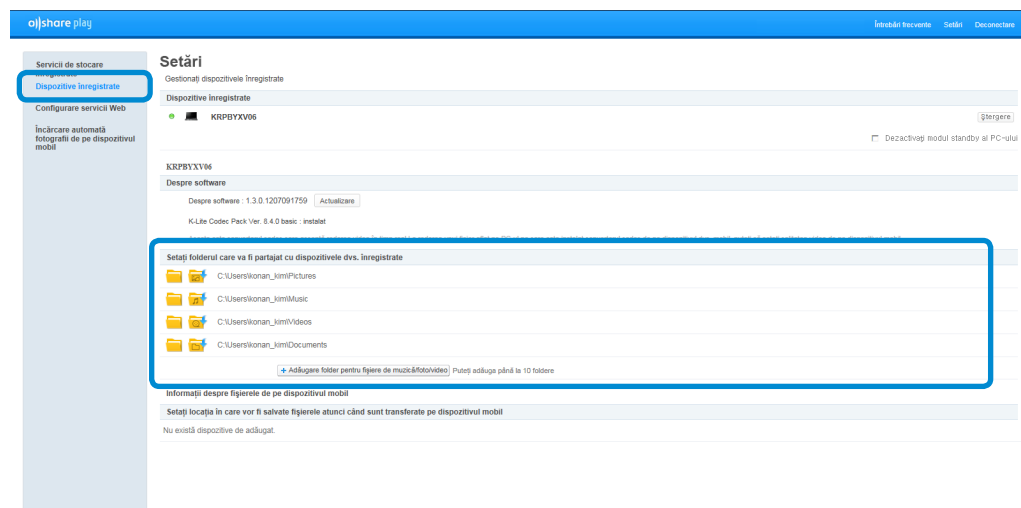 allshare play
Întrebări frecvente Setări Deconectare
Servicii de stocare
înregistrate
Dispozitive înregistrate
Configurare servicii Web
Încărcare automată
fotografii de pe dispozitivul
mobil
Setări
Gestionați dispozitivele înregistrate
Dispozitive înregistrate
KRPBYXV06
Ștergere
Dezactivați modul standby al PC-ului
KRPBYXV06
Despre software
Despre software : 1.3.0.1207091759 Actualizare
K-Lite Codec Pack Ver. 8.4.0 basic : instalat
Setați folderul care va fi partajat cu dispozitivele dvs. înregistrate
C:\Users\konan_kim\Pictures
C:\Users\konan_kim\Music
C:\Users\konan_kim\Videos
C:\Users\konan_kim\Documents
+ Adăugare folder pentru fișiere de muzică/foto/video Puteți adăuga până la 10 foldere
Informații despre fișierele de pe dispozitivul mobil
Setați locația în care vor fi salvate fișierele atunci când sunt transferate pe dispozitivul mobil
Nu există dispozitive de adăugat.